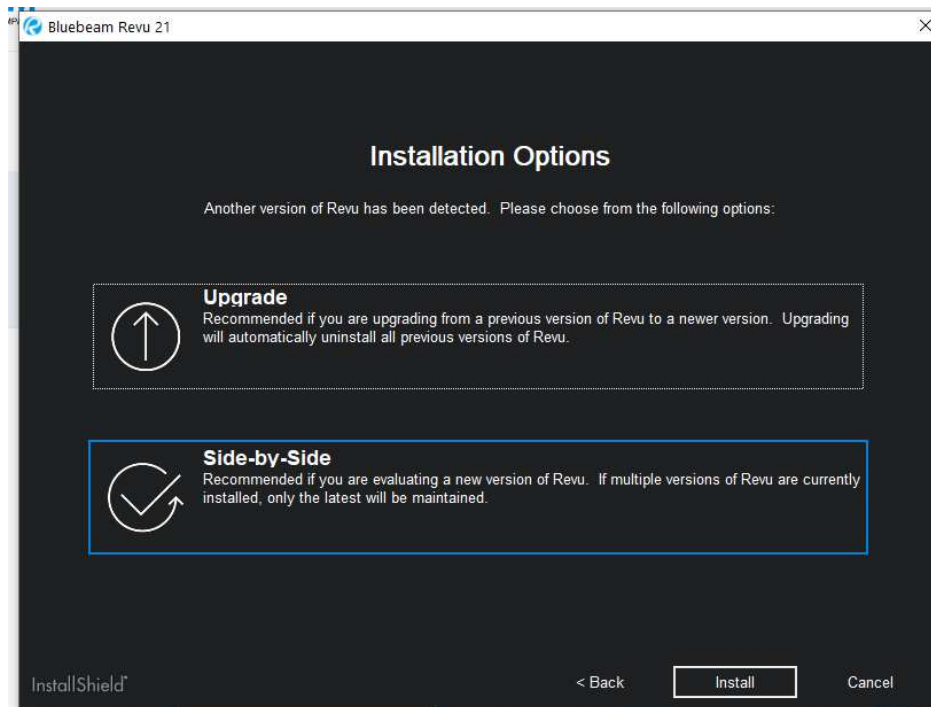 Bluebeam Revu 21
Installation Options
Another version of Revu has been detected. Please choose from the following options:
Upgrade
Recommended if you are upgrading from a previous version of Revu to a newer version. Upgrading
will automatically uninstall all previous versions of Revu.
Side-by-Side
Recommended if you are evaluating a new version of Revu. If multiple versions of Revu are currently
installed, only the latest will be maintained.
InstallShield
< Back
Install
Cancel